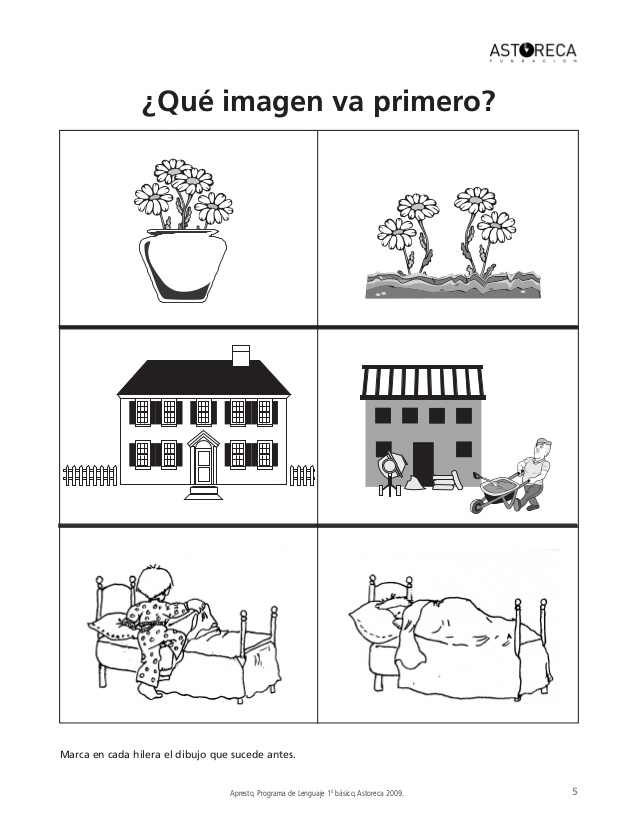 ASTORECA
FUNDACION
¿Qué imagen va primero?
Marca en cada hilera el dibujo que sucede antes.
Apresto, Programa de Lenguaje 1º básico, Astoreca 2009.
5